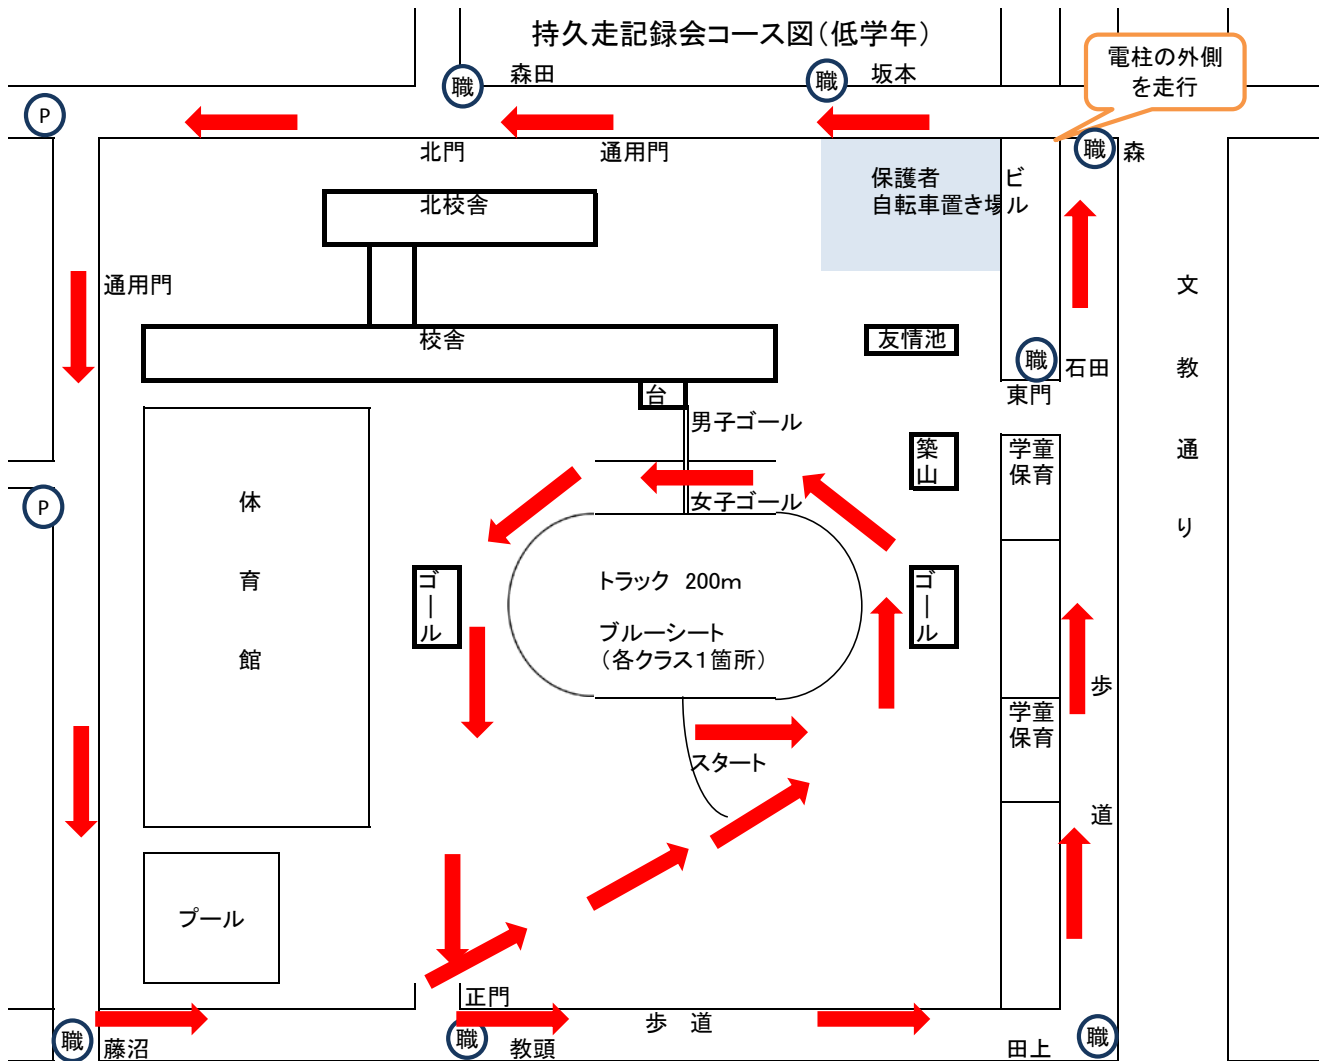 持久走記録会コース図(低学年)
電柱の外側
を走行
職
森田
職
坂本
P
職
森
北門
通用門
保護者
自転車置き場
ビル
北校舎
通用門
文教通り
校舎
友情池
職
石田
台
東門
男子ゴール
築山
学童
保育
P
体育館
女子ゴール
ゴール
トラック 200m
ゴール
ブルーシート
(各クラス1箇所)
歩道
学童
保育
スタート
プール
正門
職
藤沼
職
教頭
歩 道
田上
職